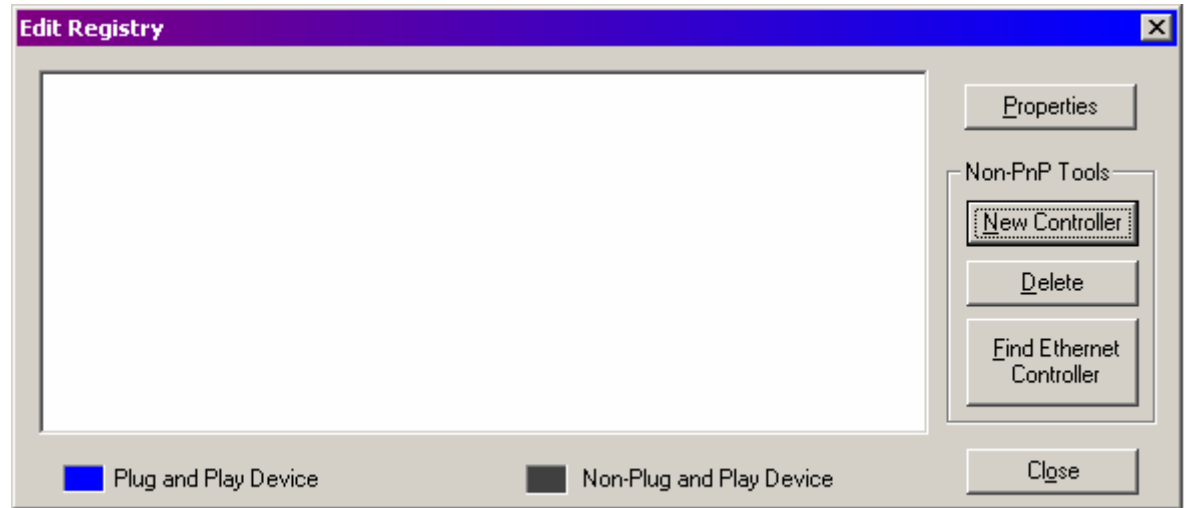 Edit Registry
Properties
Non-PnP Tools
New Controller
Delete
Find Ethernet
Controller
Plug and Play Device
Non-Plug and Play Device
Close